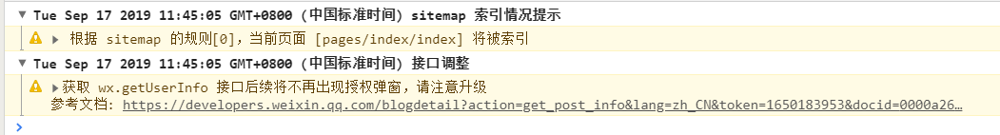 Tue Sep 17 2019 11:45:05 GMT+0800 (中国标准时间) sitemap 索引情况提示
根据 sitemap 的规则[0]，当前页面 [pages/index/index] 将被索引
Tue Sep 17 2019 11:45:05 GMT+0800 (中国标准时间) 接口调整
获取 wx.getUserInfo 接口后续将不再出现授权弹窗，请注意升级
参考文档: https://developers.weixin.qq.com/blogdetail?action=get_post_info&lang=zh_CN&token=1650183953&docid=0000a26…